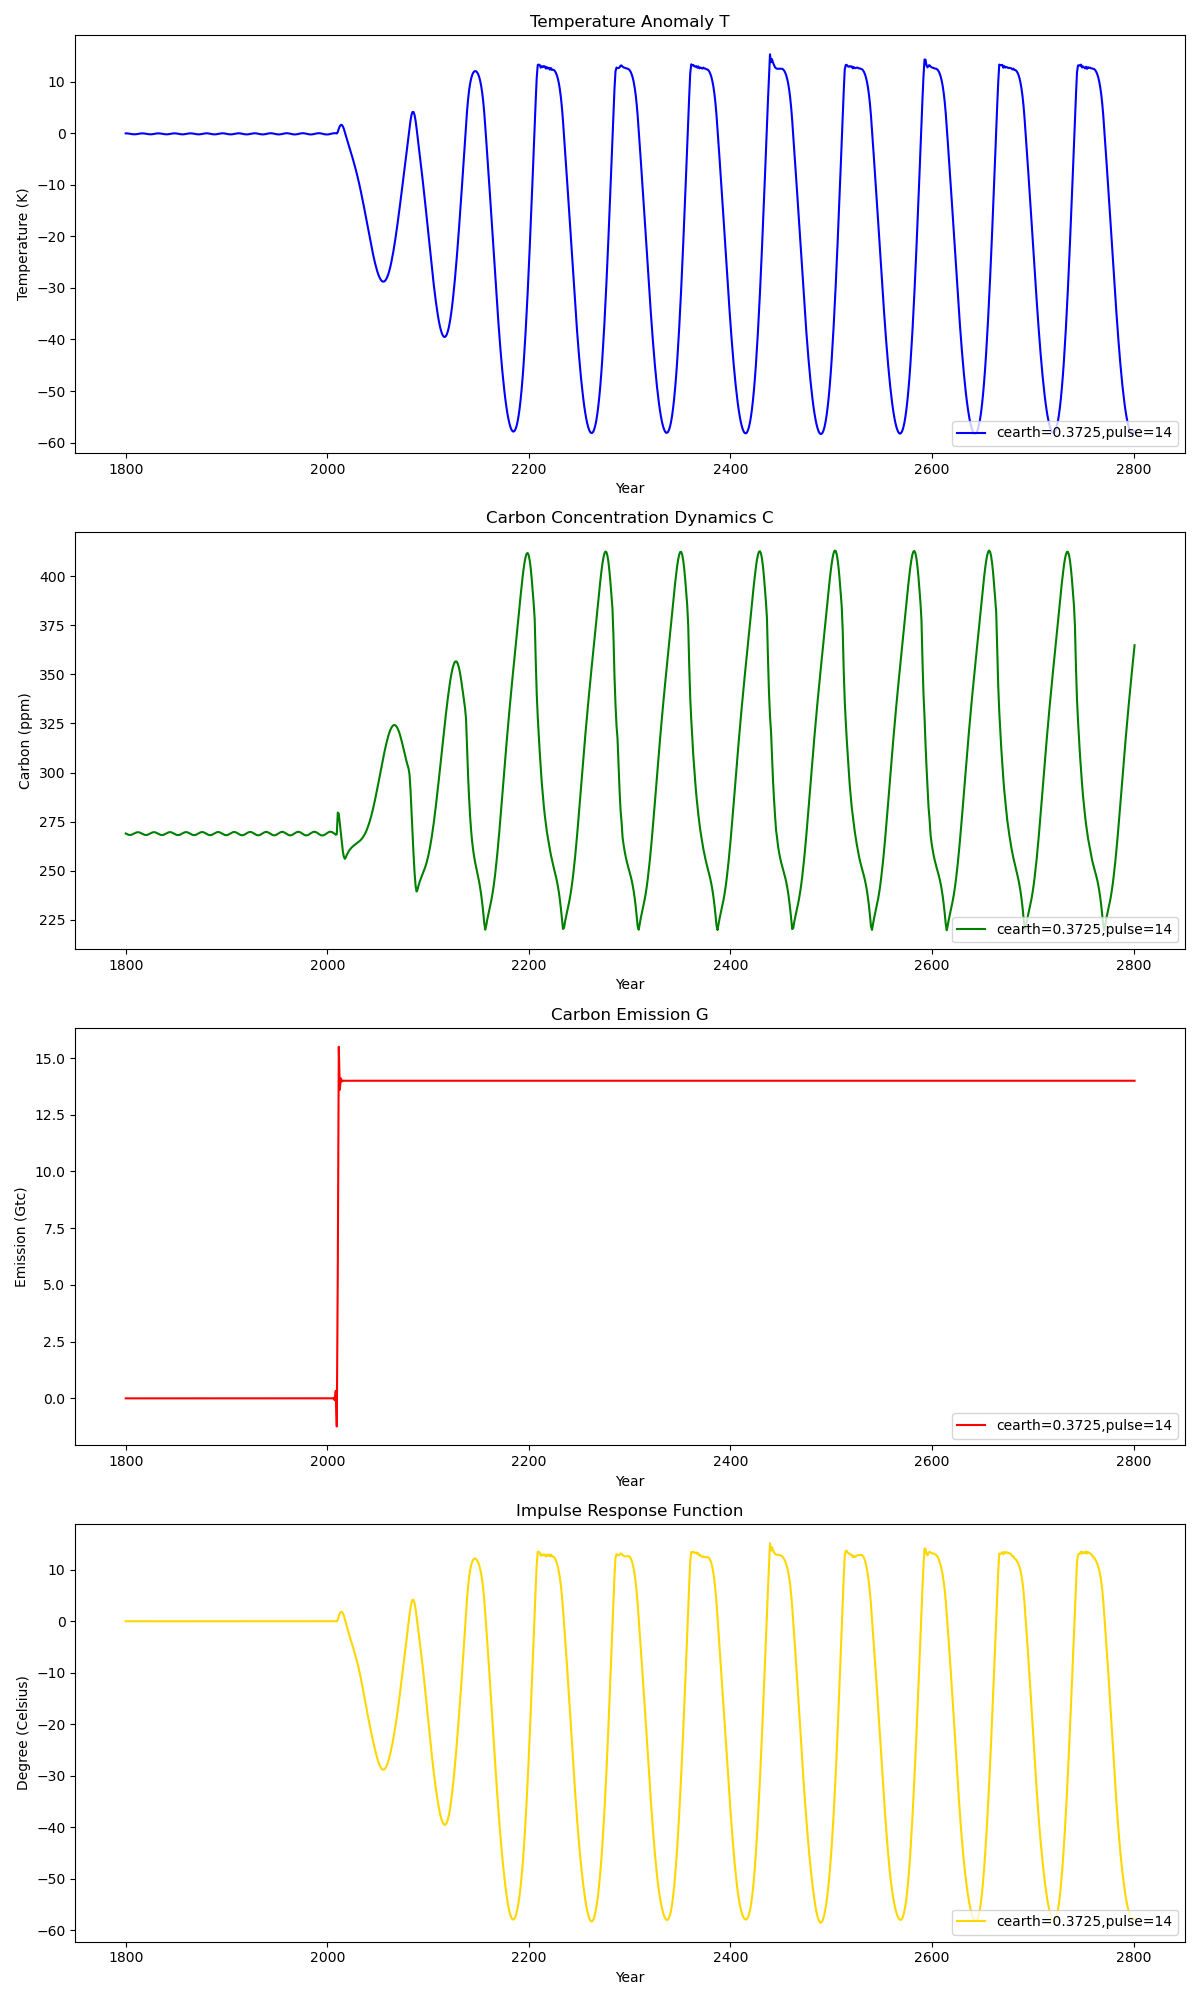 Temperature Anomaly T
10
0
−10
−20
−30
−40
−50
−60
Temperature (K)
cearth=0.3725,pulse=14
1800 2000 2200 2400 2600 2800
Year
Carbon Concentration Dynamics C
400
375
350
325
300
275
250
225
Carbon (ppm)
cearth=0.3725,pulse=14
1800 2000 2200 2400 2600 2800
Year
Carbon Emission G
15.0
12.5
10.0
7.5
5.0
2.5
0.0
Emission (Gtc)
cearth=0.3725,pulse=14
1800 2000 2200 2400 2600 2800
Year
Impulse Response Function
10
0
−10
−20
−30
−40
−50
−60
Degree (Celsius)
cearth=0.3725,pulse=14
1800 2000 2200 2400 2600 2800
Year